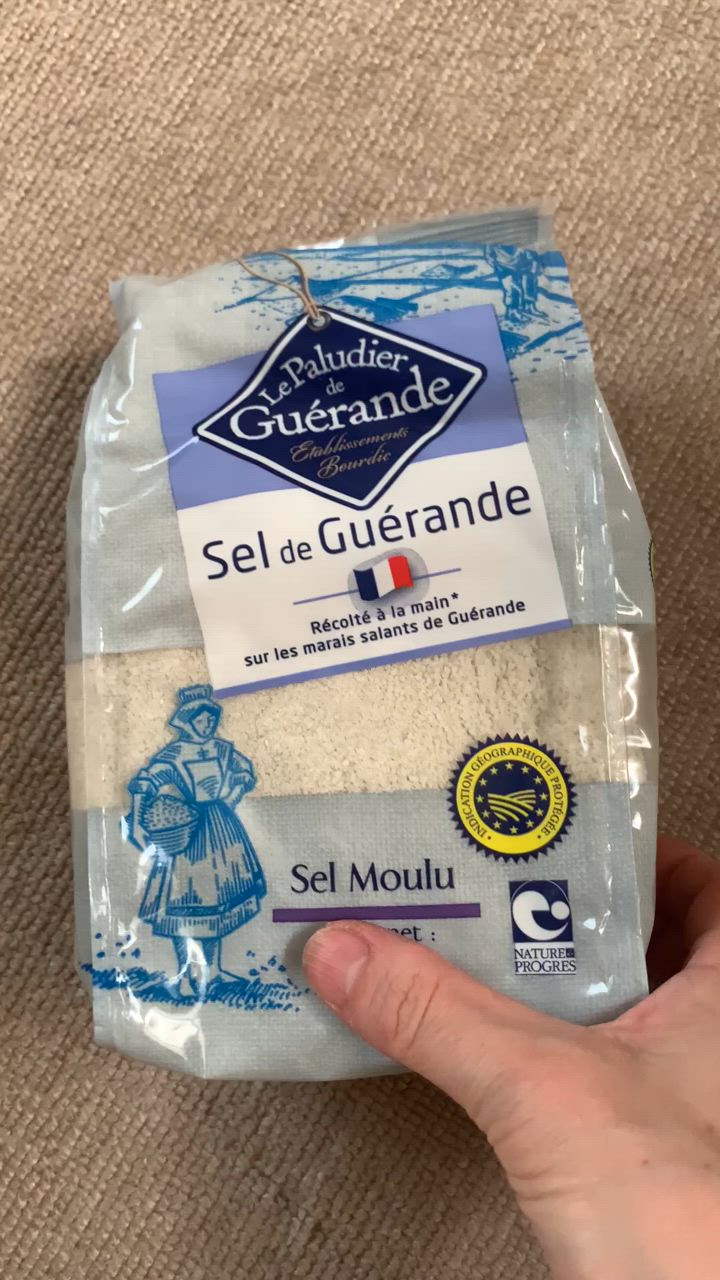 Le Paludier
de
Guérande
Etablissements
Bourdic
Sel de Guérande
Récolté à la main*
sur les marais salants de Guérande
INDICATION GÉOGRAPHIQUE PROTÉGÉE
Sel Moulu
net :
NATURE &
PROGRES